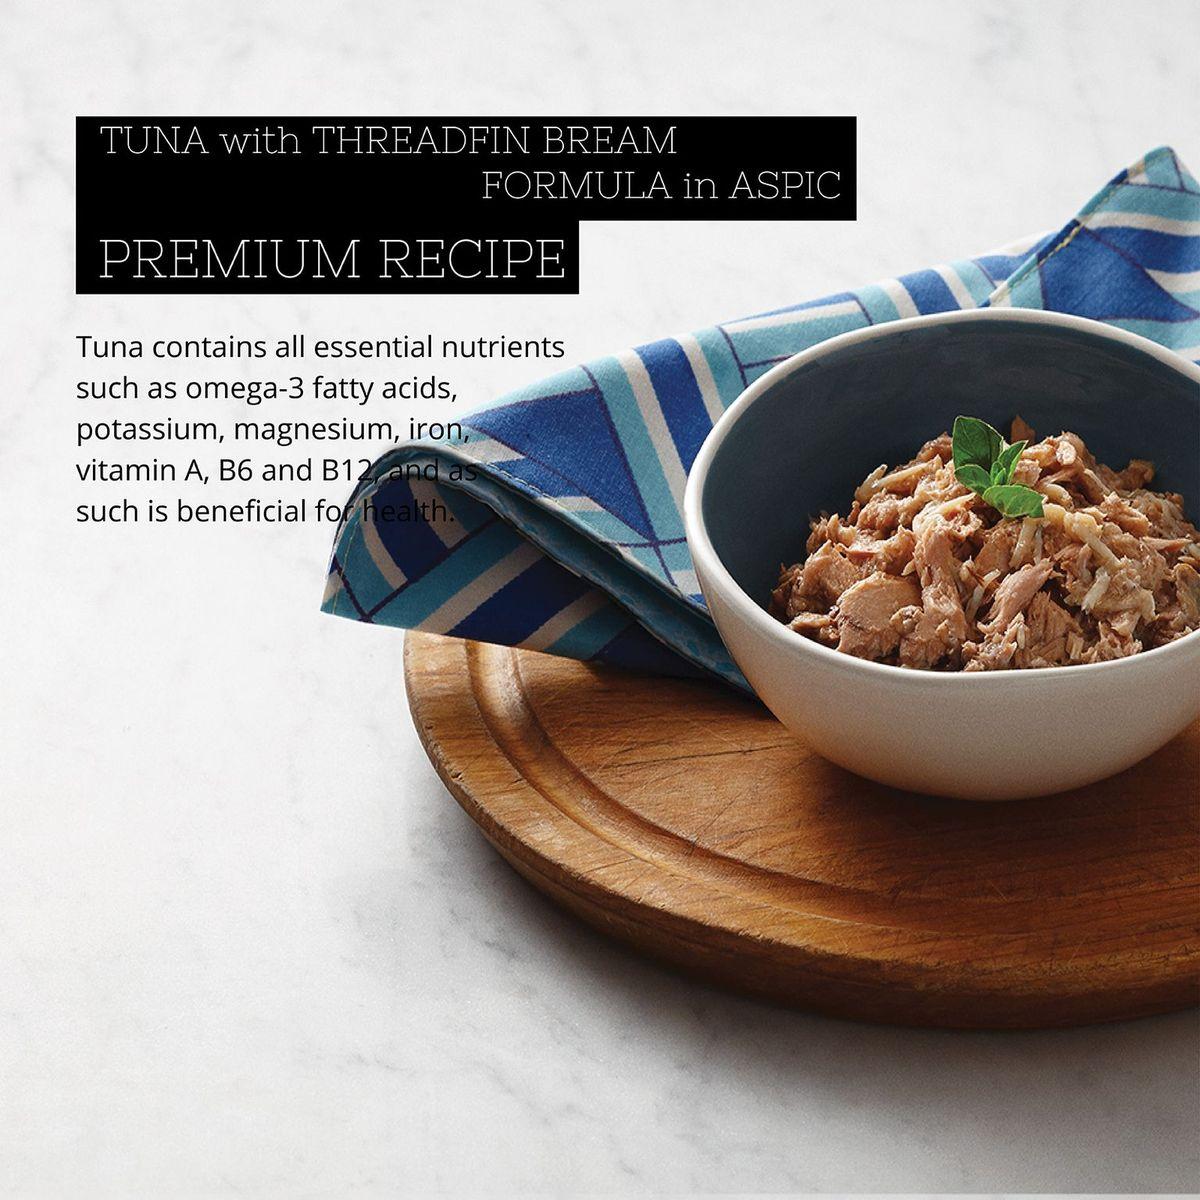 TUNA with THREADFIN BREAM
FORMULA in ASPIC
PREMIUM RECIPE
Tuna contains all essential nutrients
such as omega-3 fatty acids,
potassium, magnesium, iron,
vitamin A, B6 and B12, and as
such is beneficial for health.